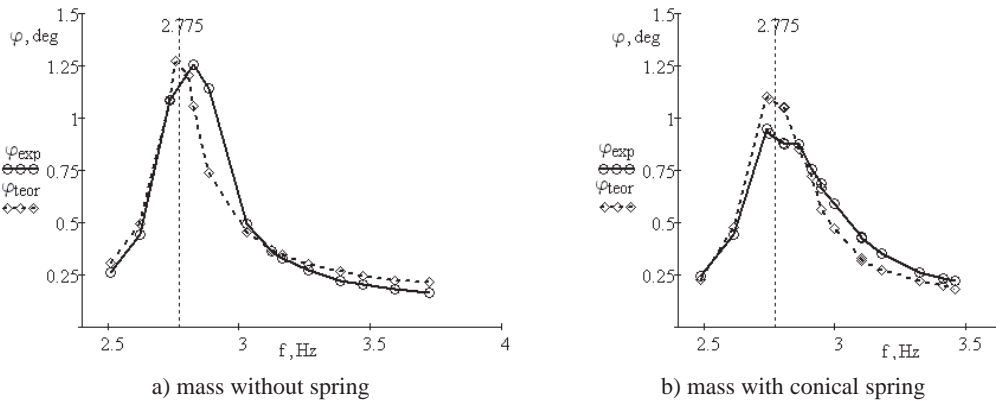 1.5
2.775
φ,deg
1.25
1
φexp
0.75
φteor
0.5
0.25
2.5
3
3.5
4
f,Hz
a) mass without spring
1.5
2.775
φ,deg
1.25
1
φexp
0.75
φteor
0.5
0.25
2.5
3
3.5
f,Hz
b) mass with conical spring